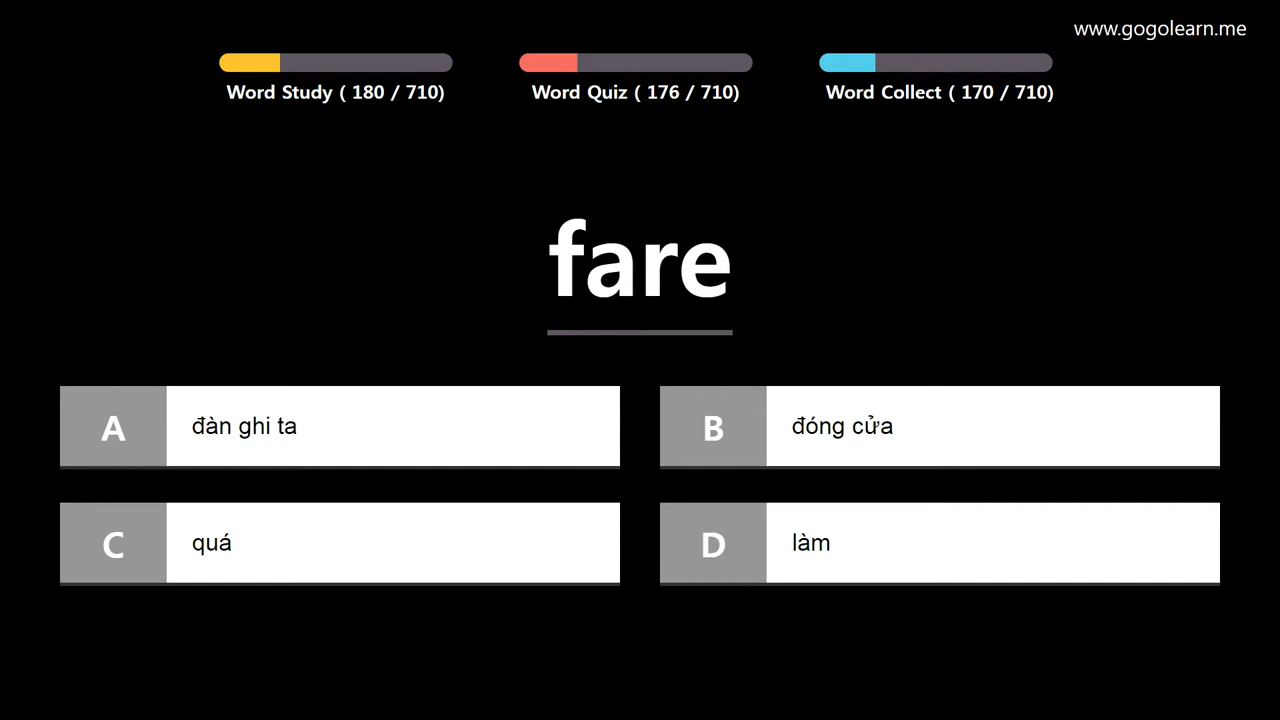 www.gogolearn.me
Word Study ( 180 / 710)
Word Quiz ( 176 / 710)
Word Collect ( 170 / 710)
fare
A đàn ghi ta
B đóng cửa
C quá
D làm